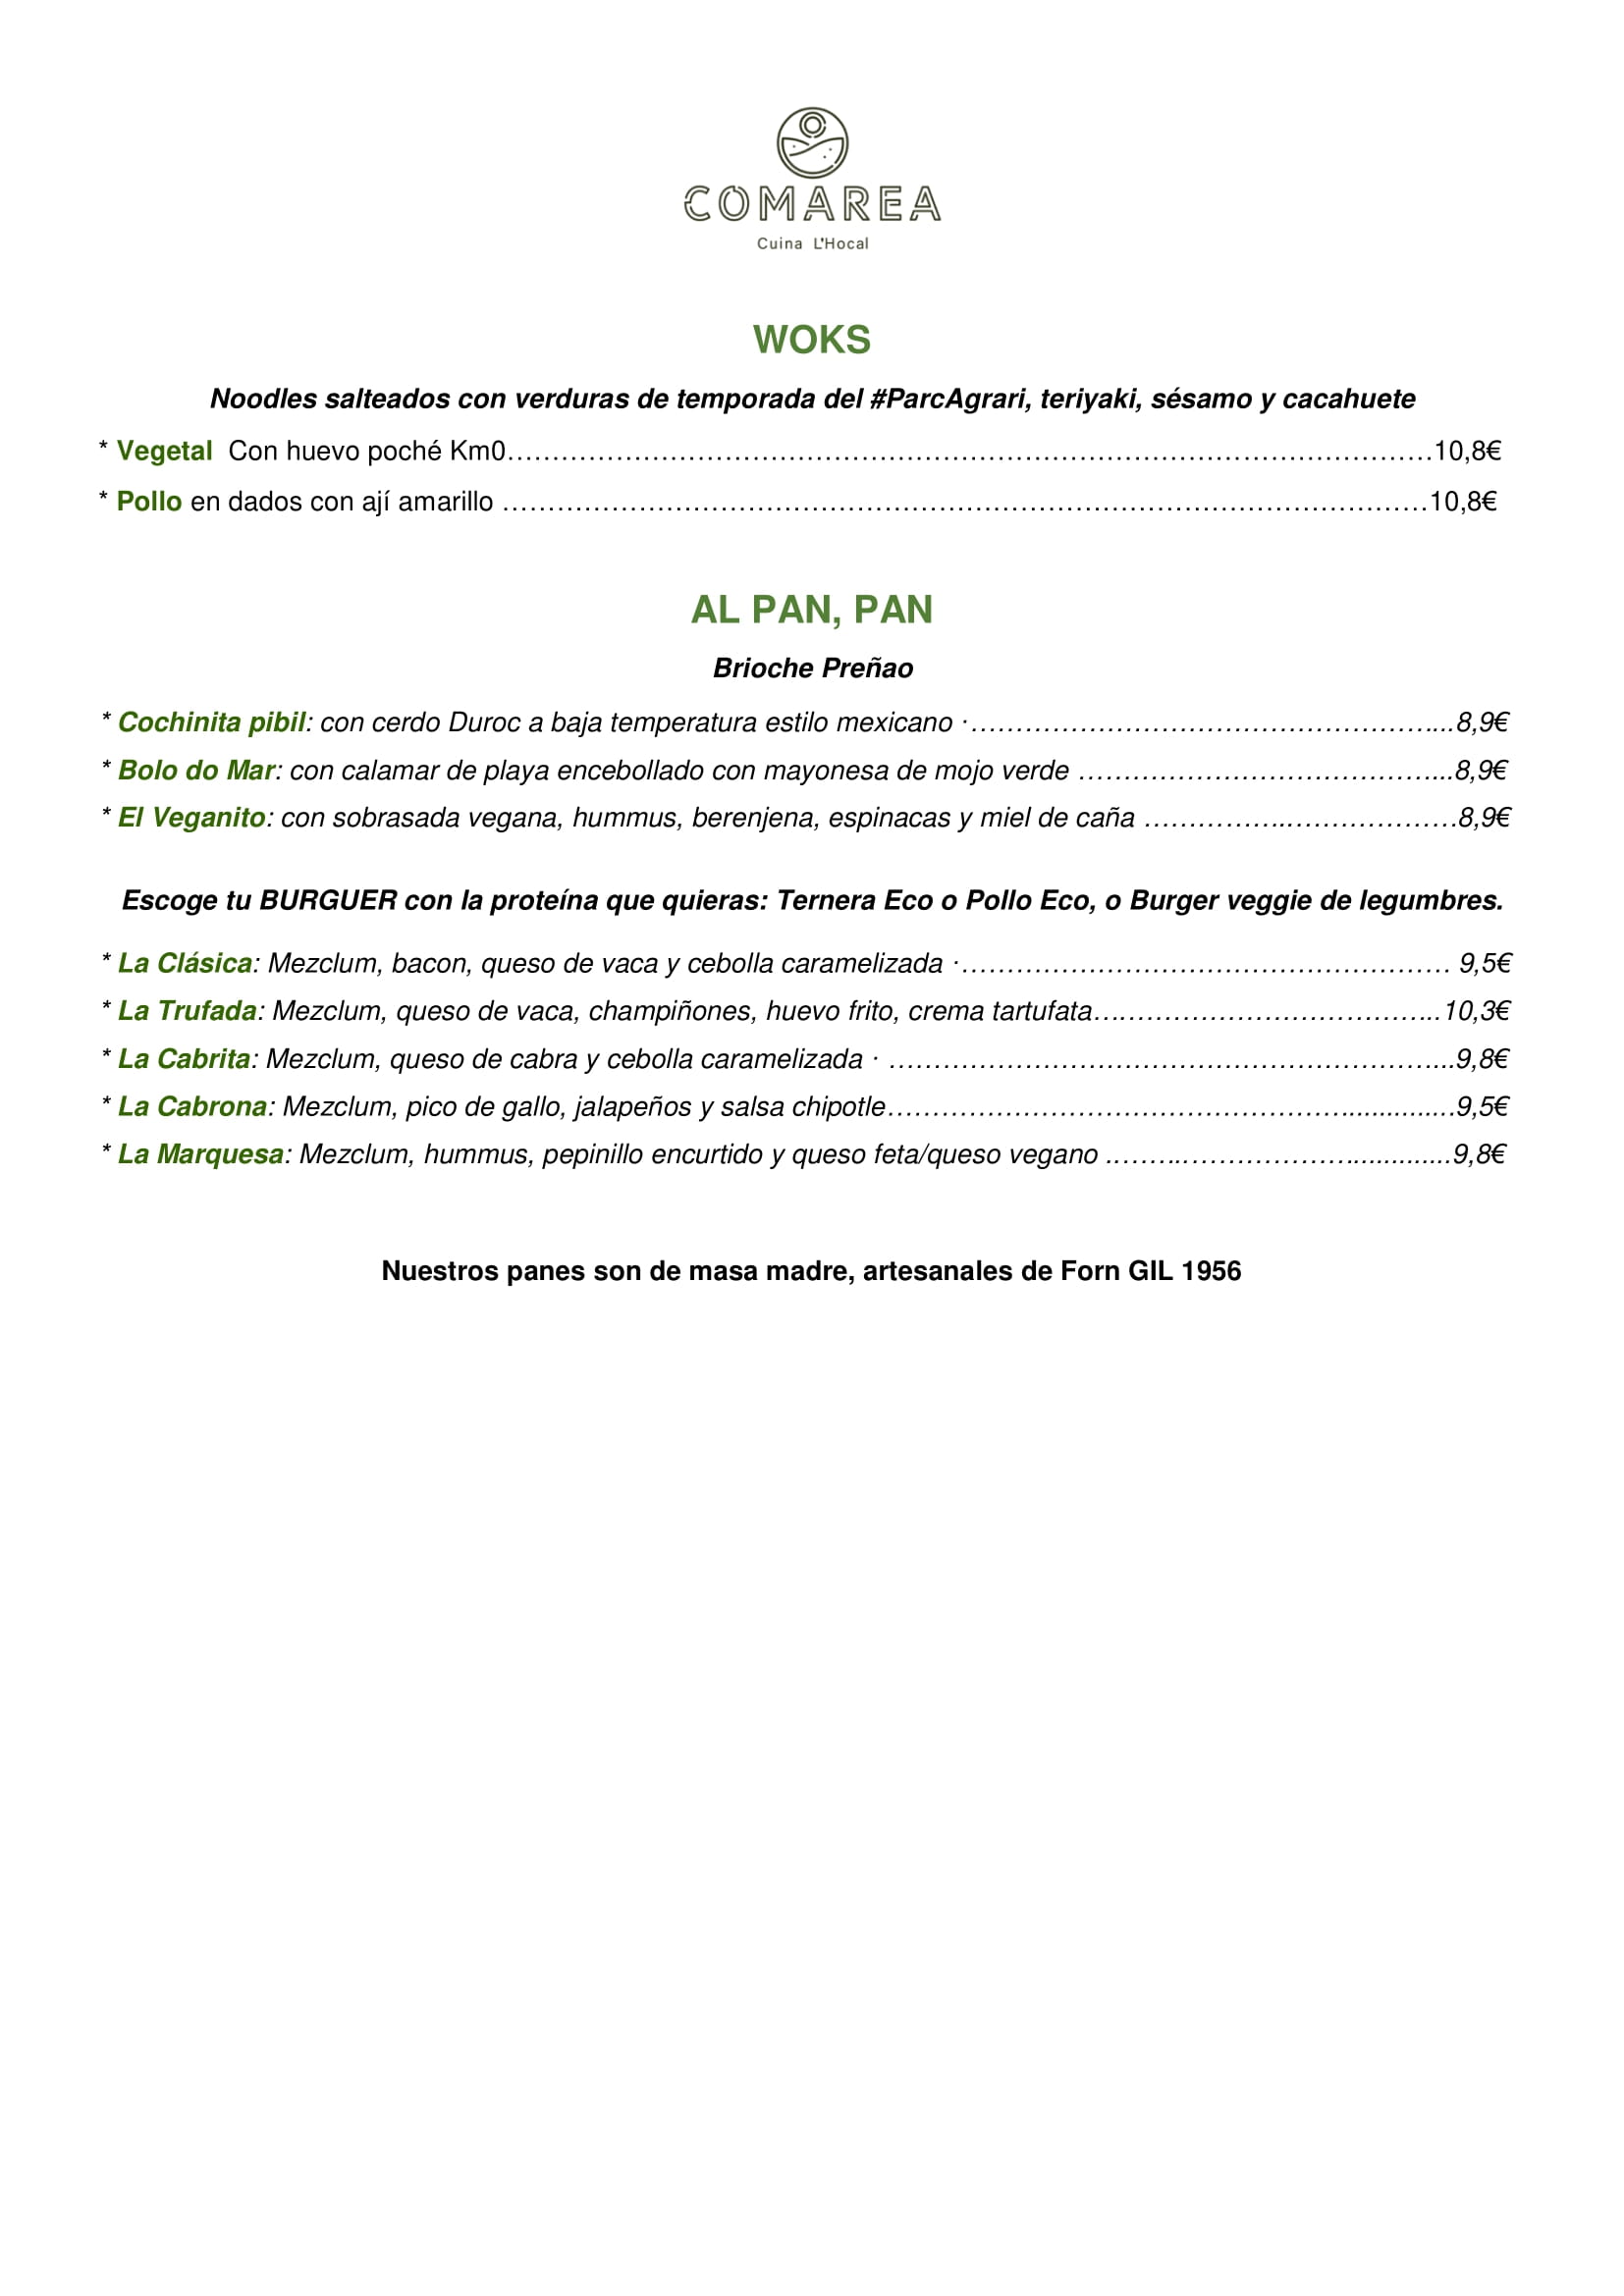 COMAREA
Cuina L'Hocal
WOKS
Noodles salteados con verduras de temporada del #ParcAgrari, teriyaki, sésamo y cacahuete
* Vegetal Con huevo poché Km0……………………………………………………………………………………………10,8€
* Pollo en dados con ají amarillo ……………………………………………………………………………………………10,8€
AL PAN, PAN
Brioche Preñao
* Cochinita pibil: con cerdo Duroc a baja temperatura estilo mexicano ·……………………………………………....8,9€
* Bolo do Mar: con calamar de playa encebollado con mayonesa de mojo verde …………………………………...8,9€
* El Veganito: con sobrasada vegana, hummus, berenjena, espinacas y miel de caña ……………..………………8,9€
Escoge tu BURGUER con la proteína que quieras: Ternera Eco o Pollo Eco, o Burger veggie de legumbres.
* La Clásica: Mezclum, bacon, queso de vaca y cebolla caramelizada ·……………………………………………… 9,5€
* La Trufada: Mezclum, queso de vaca, champiñones, huevo frito, crema tartufata….……………………………..10,3€
* La Cabrita: Mezclum, queso de cabra y cebolla caramelizada · ……………………………………………………...9,8€
* La Cabrona: Mezclum, pico de gallo, jalapeños y salsa chipotle……………………………………………............…9,5€
* La Marquesa: Mezclum, hummus, pepinillo encurtido y queso feta/queso vegano ..……..………………..............9,8€
Nuestros panes son de masa madre, artesanales de Forn GIL 1956